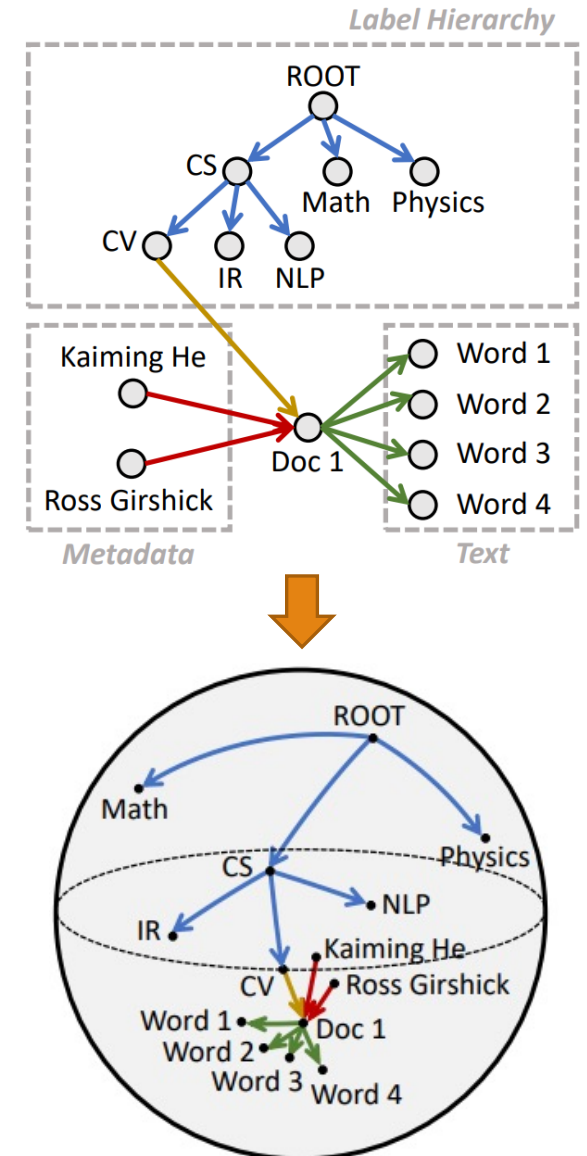 Label Hierarchy
ROOT
CS
Math
Physics
CV
IR
NLP
Kaiming He
Word 1
Word 2
Doc 1
Word 3
Ross Girshick
Word 4
Metadata
Text
ROOT
Math
Physics
CS
NLP
IR
Kaiming He
CV
Ross Girshick
Word 1
Doc 1
Word 2
Word 3
Word 4